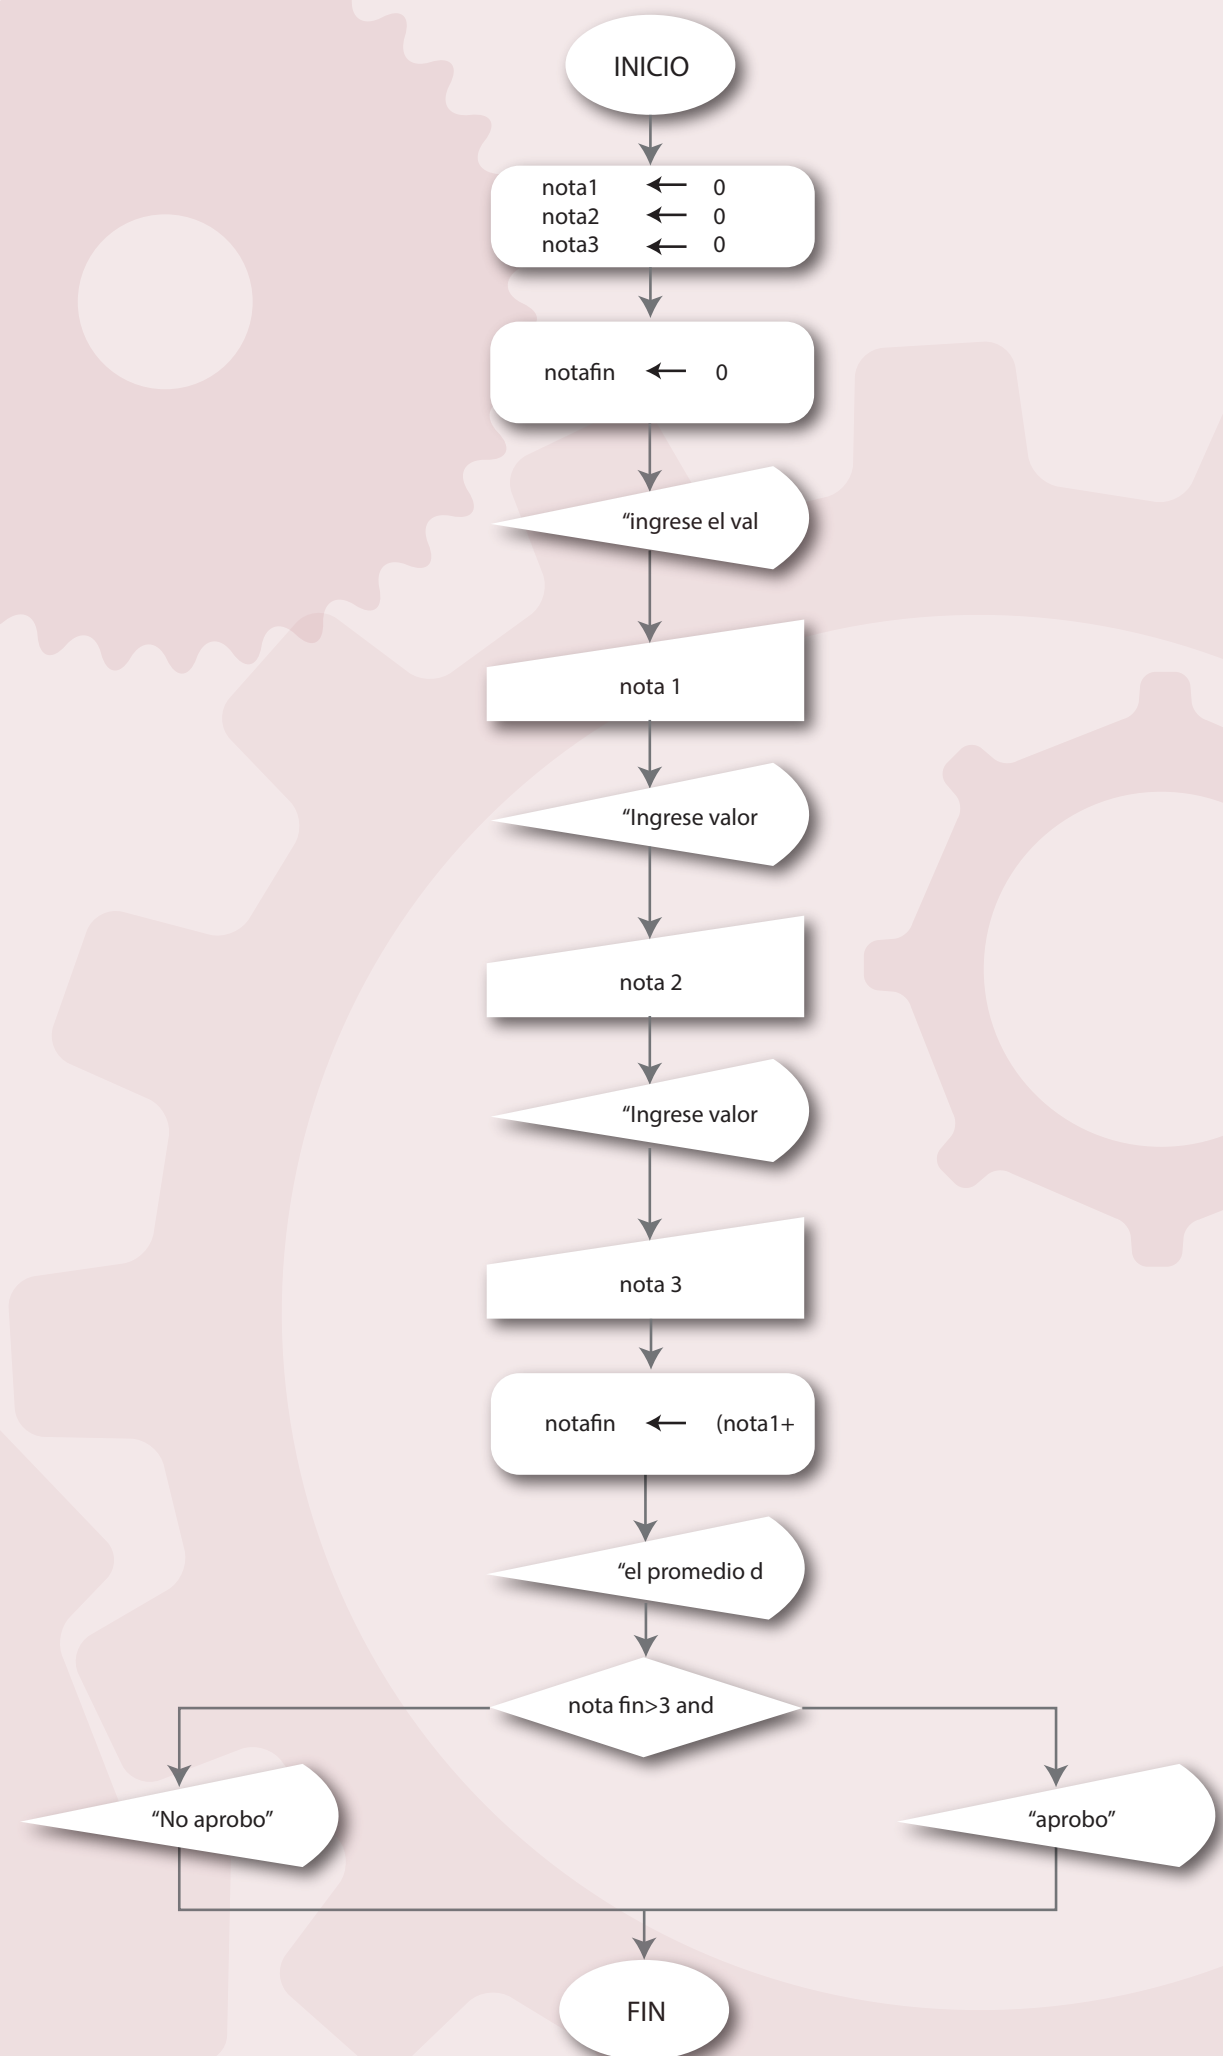 INICIO
nota1 ← 0
nota2 ← 0
nota3 ← 0
notafin ← 0
“ingrese el val
nota 1
“Ingrese valor
nota 2
“Ingrese valor
nota 3
notafin ← (nota1+
“el promedio d
nota fin>3 and
“No aprobo”
“aprobo”
FIN